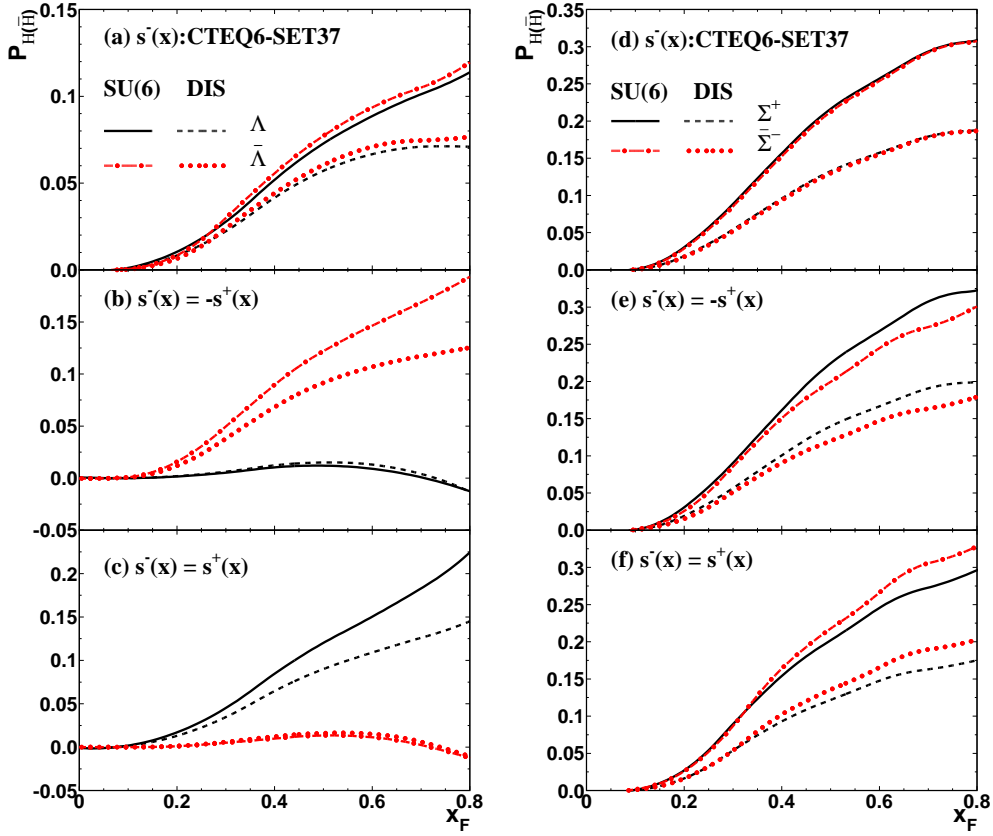 P_H(H̄)
(a) s⁻(x):CTEQ6-SET37
SU(6) DIS
Λ
Λ̄
0.15
0.1
0.05
0.0
(b) s⁻(x) = -s⁺(x)
0.15
0.1
0.05
0.0
-0.05
(c) s⁻(x) = s⁺(x)
0.2
0.15
0.1
0.05
0.0
-0.05
0 0.2 0.4 0.6 0.8
x_F
P_H(H̄)
(d) s⁻(x):CTEQ6-SET37
SU(6) DIS
Σ⁺
Σ̄⁻
0.35
0.3
0.25
0.2
0.15
0.1
0.05
0.0
(e) s⁻(x) = -s⁺(x)
0.3
0.25
0.2
0.15
0.1
0.05
0.0
(f) s⁻(x) = s⁺(x)
0.3
0.25
0.2
0.15
0.1
0.05
0.0
0 0.2 0.4 0.6 0.8
x_F